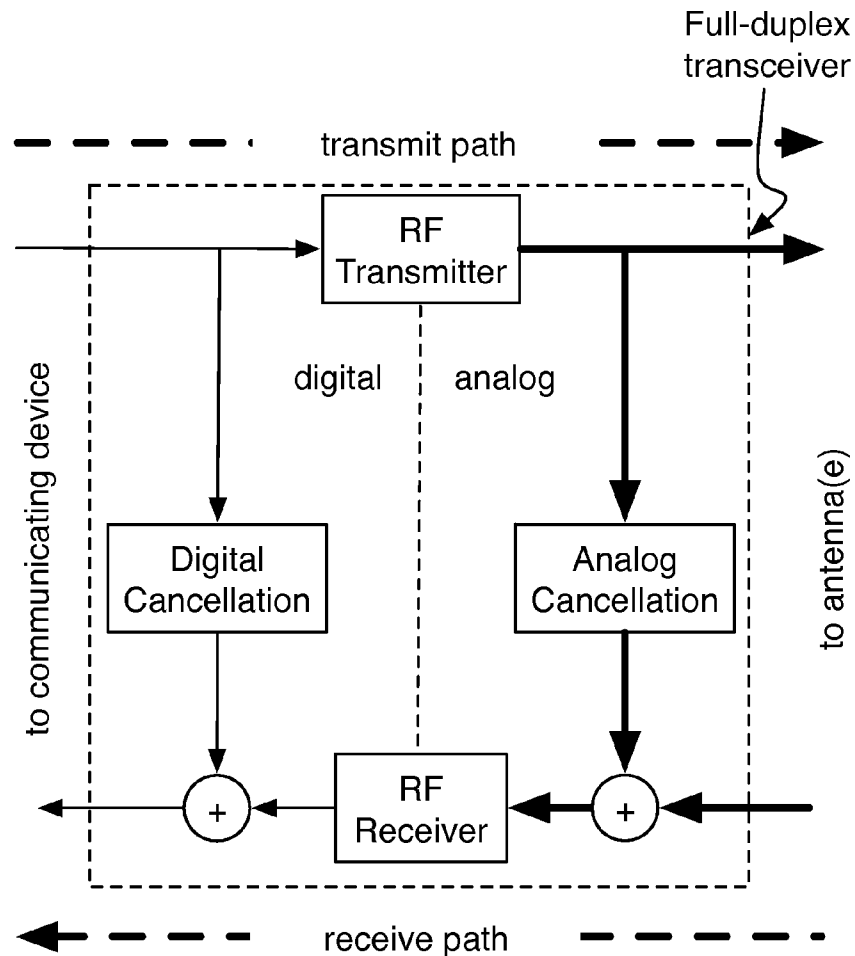 Full-duplex
transceiver
transmit path
RF
Transmitter
digital
analog
to communicating device
Digital
Cancellation
Analog
Cancellation
to antenna(e)
+
RF
Receiver
+
receive path